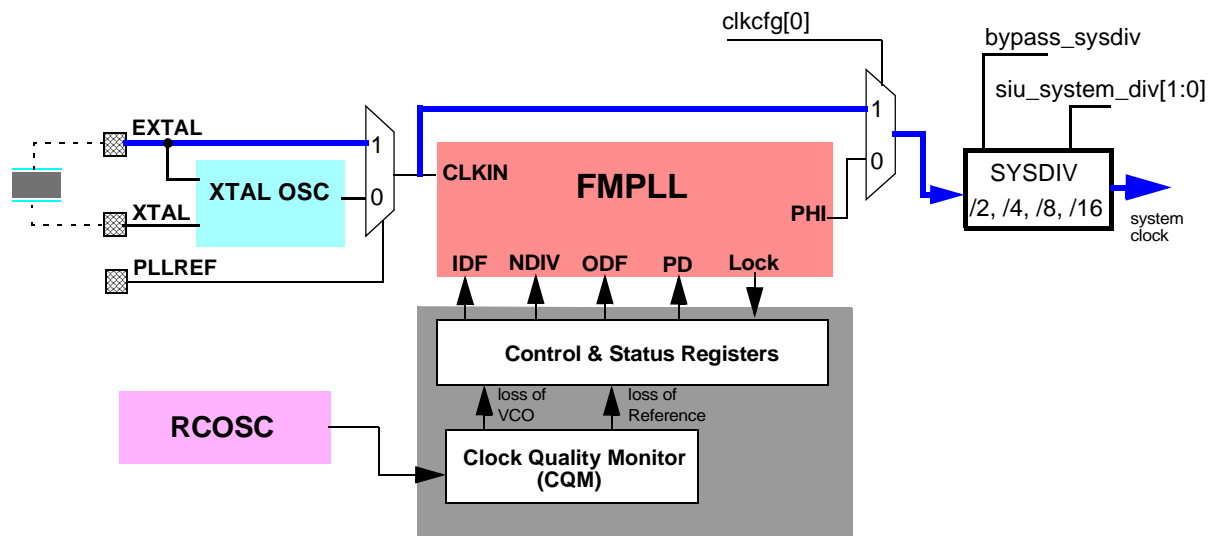 clkcfg[0]
bypass_sysdiv
siu_system_div[1:0]
EXTAL
1
XTAL OSC
0
XTAL
PLLREF
CLKIN
FMPLL
PHI
1
0
SYSDIV
/2, /4, /8, /16
system
clock
IDF NDIV ODF PD Lock
Control & Status Registers
loss of
VCO
loss of
Reference
RCOSC
Clock Quality Monitor
(CQM)